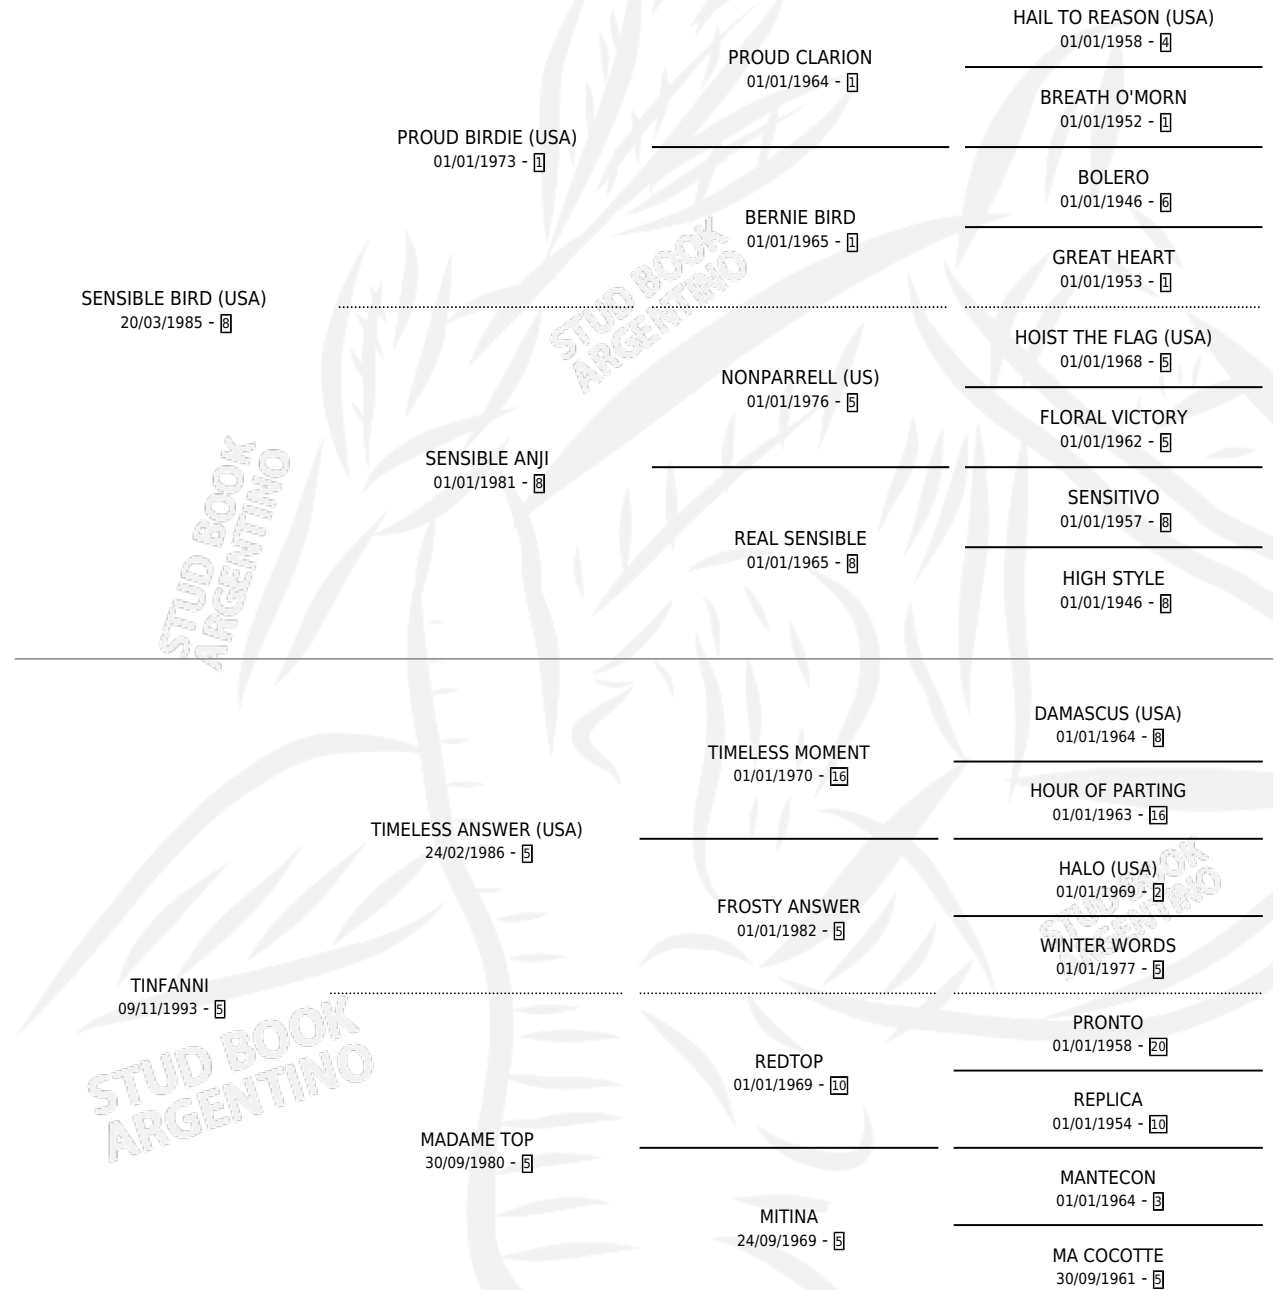 HAIL TO REASON (USA)
01/01/1958 - 4
PROUD CLARION
01/01/1964 - 1
BREATH O'MORN
01/01/1952 - 1
PROUD BIRDIE (USA)
01/01/1973 - 1
BOLERO
01/01/1946 - 6
BERNIE BIRD
01/01/1965 - 1
GREAT HEART
01/01/1953 - 1
SENSIBLE BIRD (USA)
20/03/1985 - 8
HOIST THE FLAG (USA)
01/01/1968 - 5
NONPARRELL (US)
01/01/1976 - 5
FLORAL VICTORY
01/01/1962 - 5
SENSIBLE ANJI
01/01/1981 - 8
SENSITIVO
01/01/1957 - 8
REAL SENSIBLE
01/01/1965 - 8
HIGH STYLE
01/01/1946 - 8
STUD BOOK
ARGENTINO
STUD BOOK
ARGENTINO
DAMASCUS (USA)
01/01/1964 - 8
TIMELESS MOMENT
01/01/1970 - 16
HOUR OF PARTING
01/01/1963 - 16
TIMELESS ANSWER (USA)
24/02/1986 - 5
HALO (USA)
01/01/1969 - 2
FROSTY ANSWER
01/01/1982 - 5
WINTER WORDS
01/01/1977 - 5
TINFANNI
09/11/1993 - 5
PRONTO
01/01/1958 - 20
REDTOP
01/01/1969 - 10
REPLICA
01/01/1954 - 10
MADAME TOP
30/09/1980 - 5
MANTECON
01/01/1964 - 3
MITINA
24/09/1969 - 5
MA COCOTTE
30/09/1961 - 5
STUD BOOK
ARGENTINO
STUD BOOK
ARGENTINO